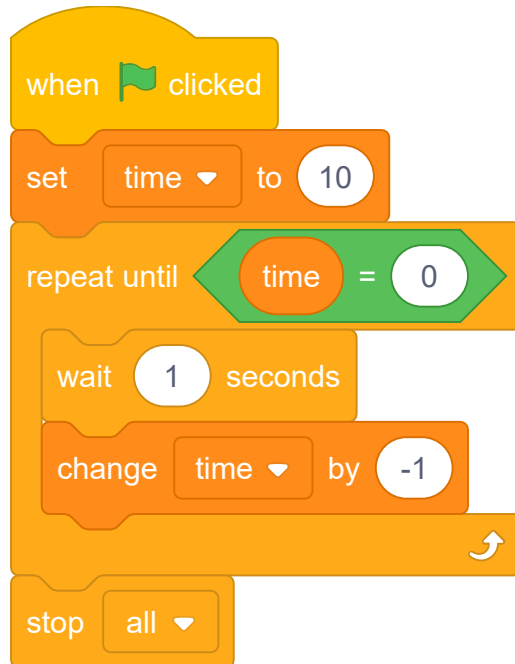 when clicked
set time to 10
repeat until time = 0
wait 1 seconds
change time by -1
stop all